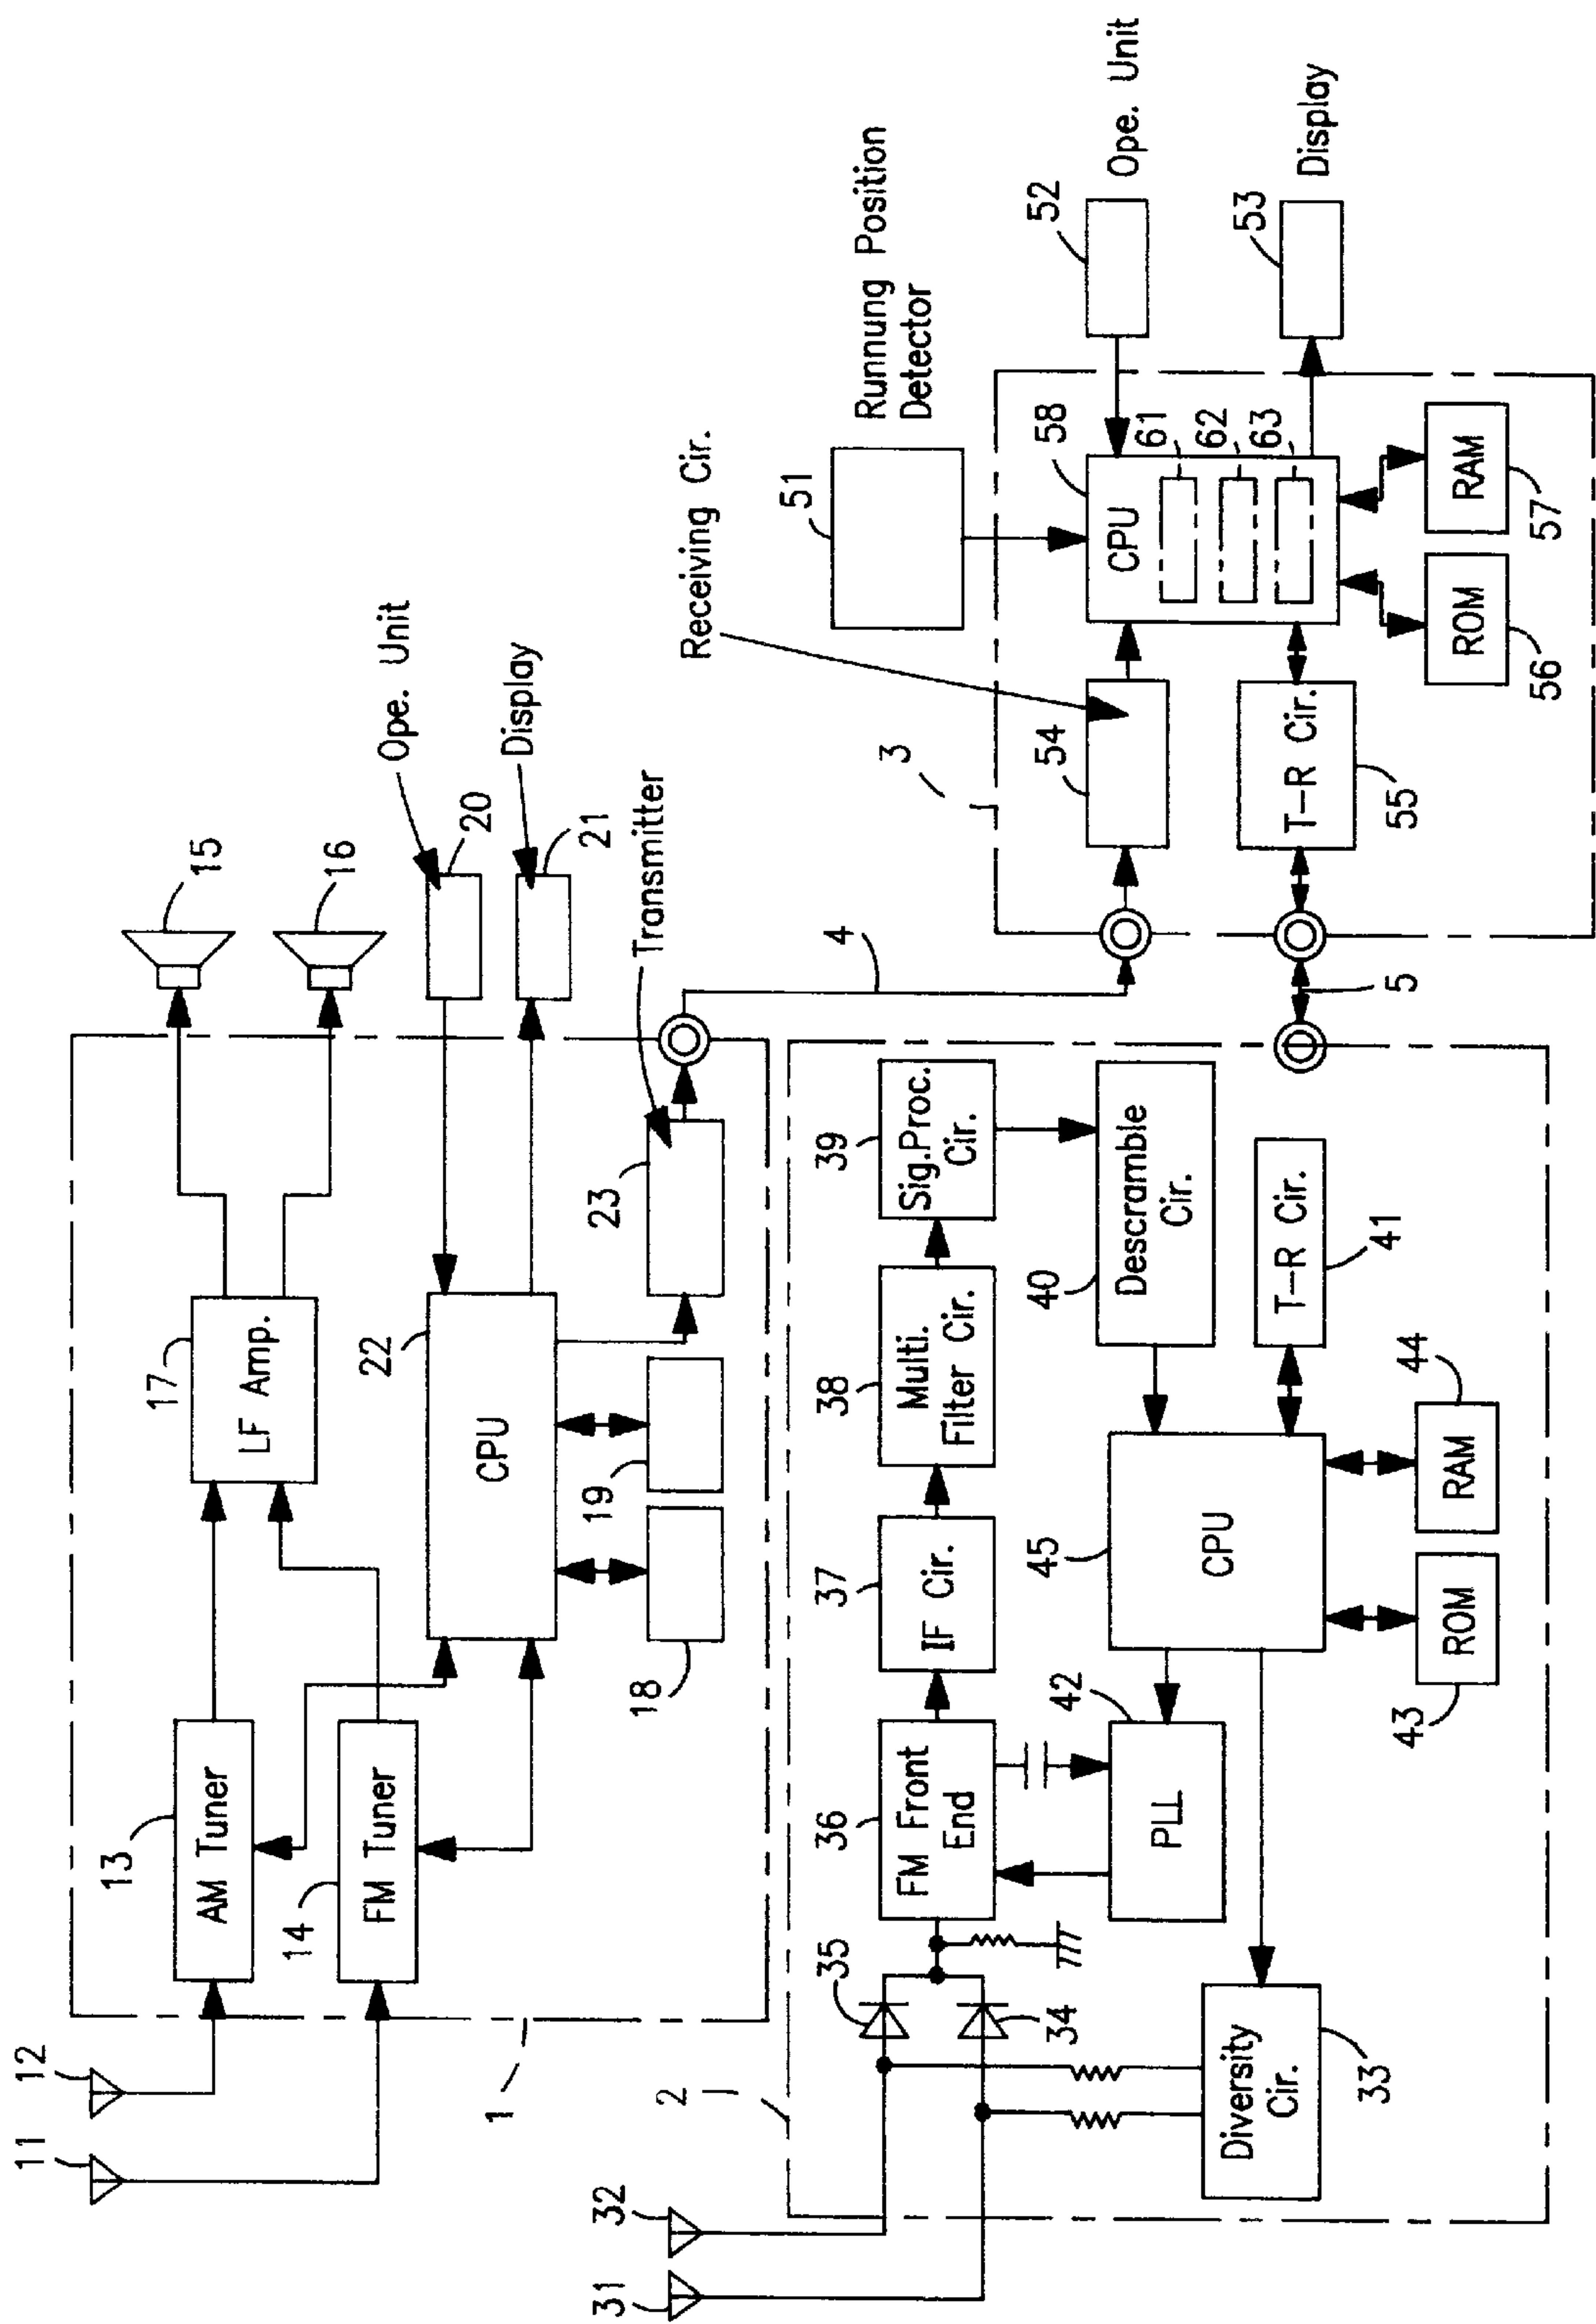 11
12
13
AM Tuner
14
FM Tuner
17
LF Amp.
15
16
Ope. Unit
20
Display
21
22
CPU
18
19
23
Transmitter
1
4
31
32
2
35
34
Diversity
Cir.
33
36
FM Front
End
37
IF Cir.
38
Multi.
Filter Cir.
39
Sig.Proc.
Cir.
42
PLL
40
Descramble
Cir.
45
CPU
T-R Cir.
41
ROM
43
RAM
44
5
3
Receiving Cir.
54
T-R Cir.
55
51
Runnung Position
Detector
58
CPU
61
62
63
ROM
56
RAM
57
52
Ope. Unit
53
Display